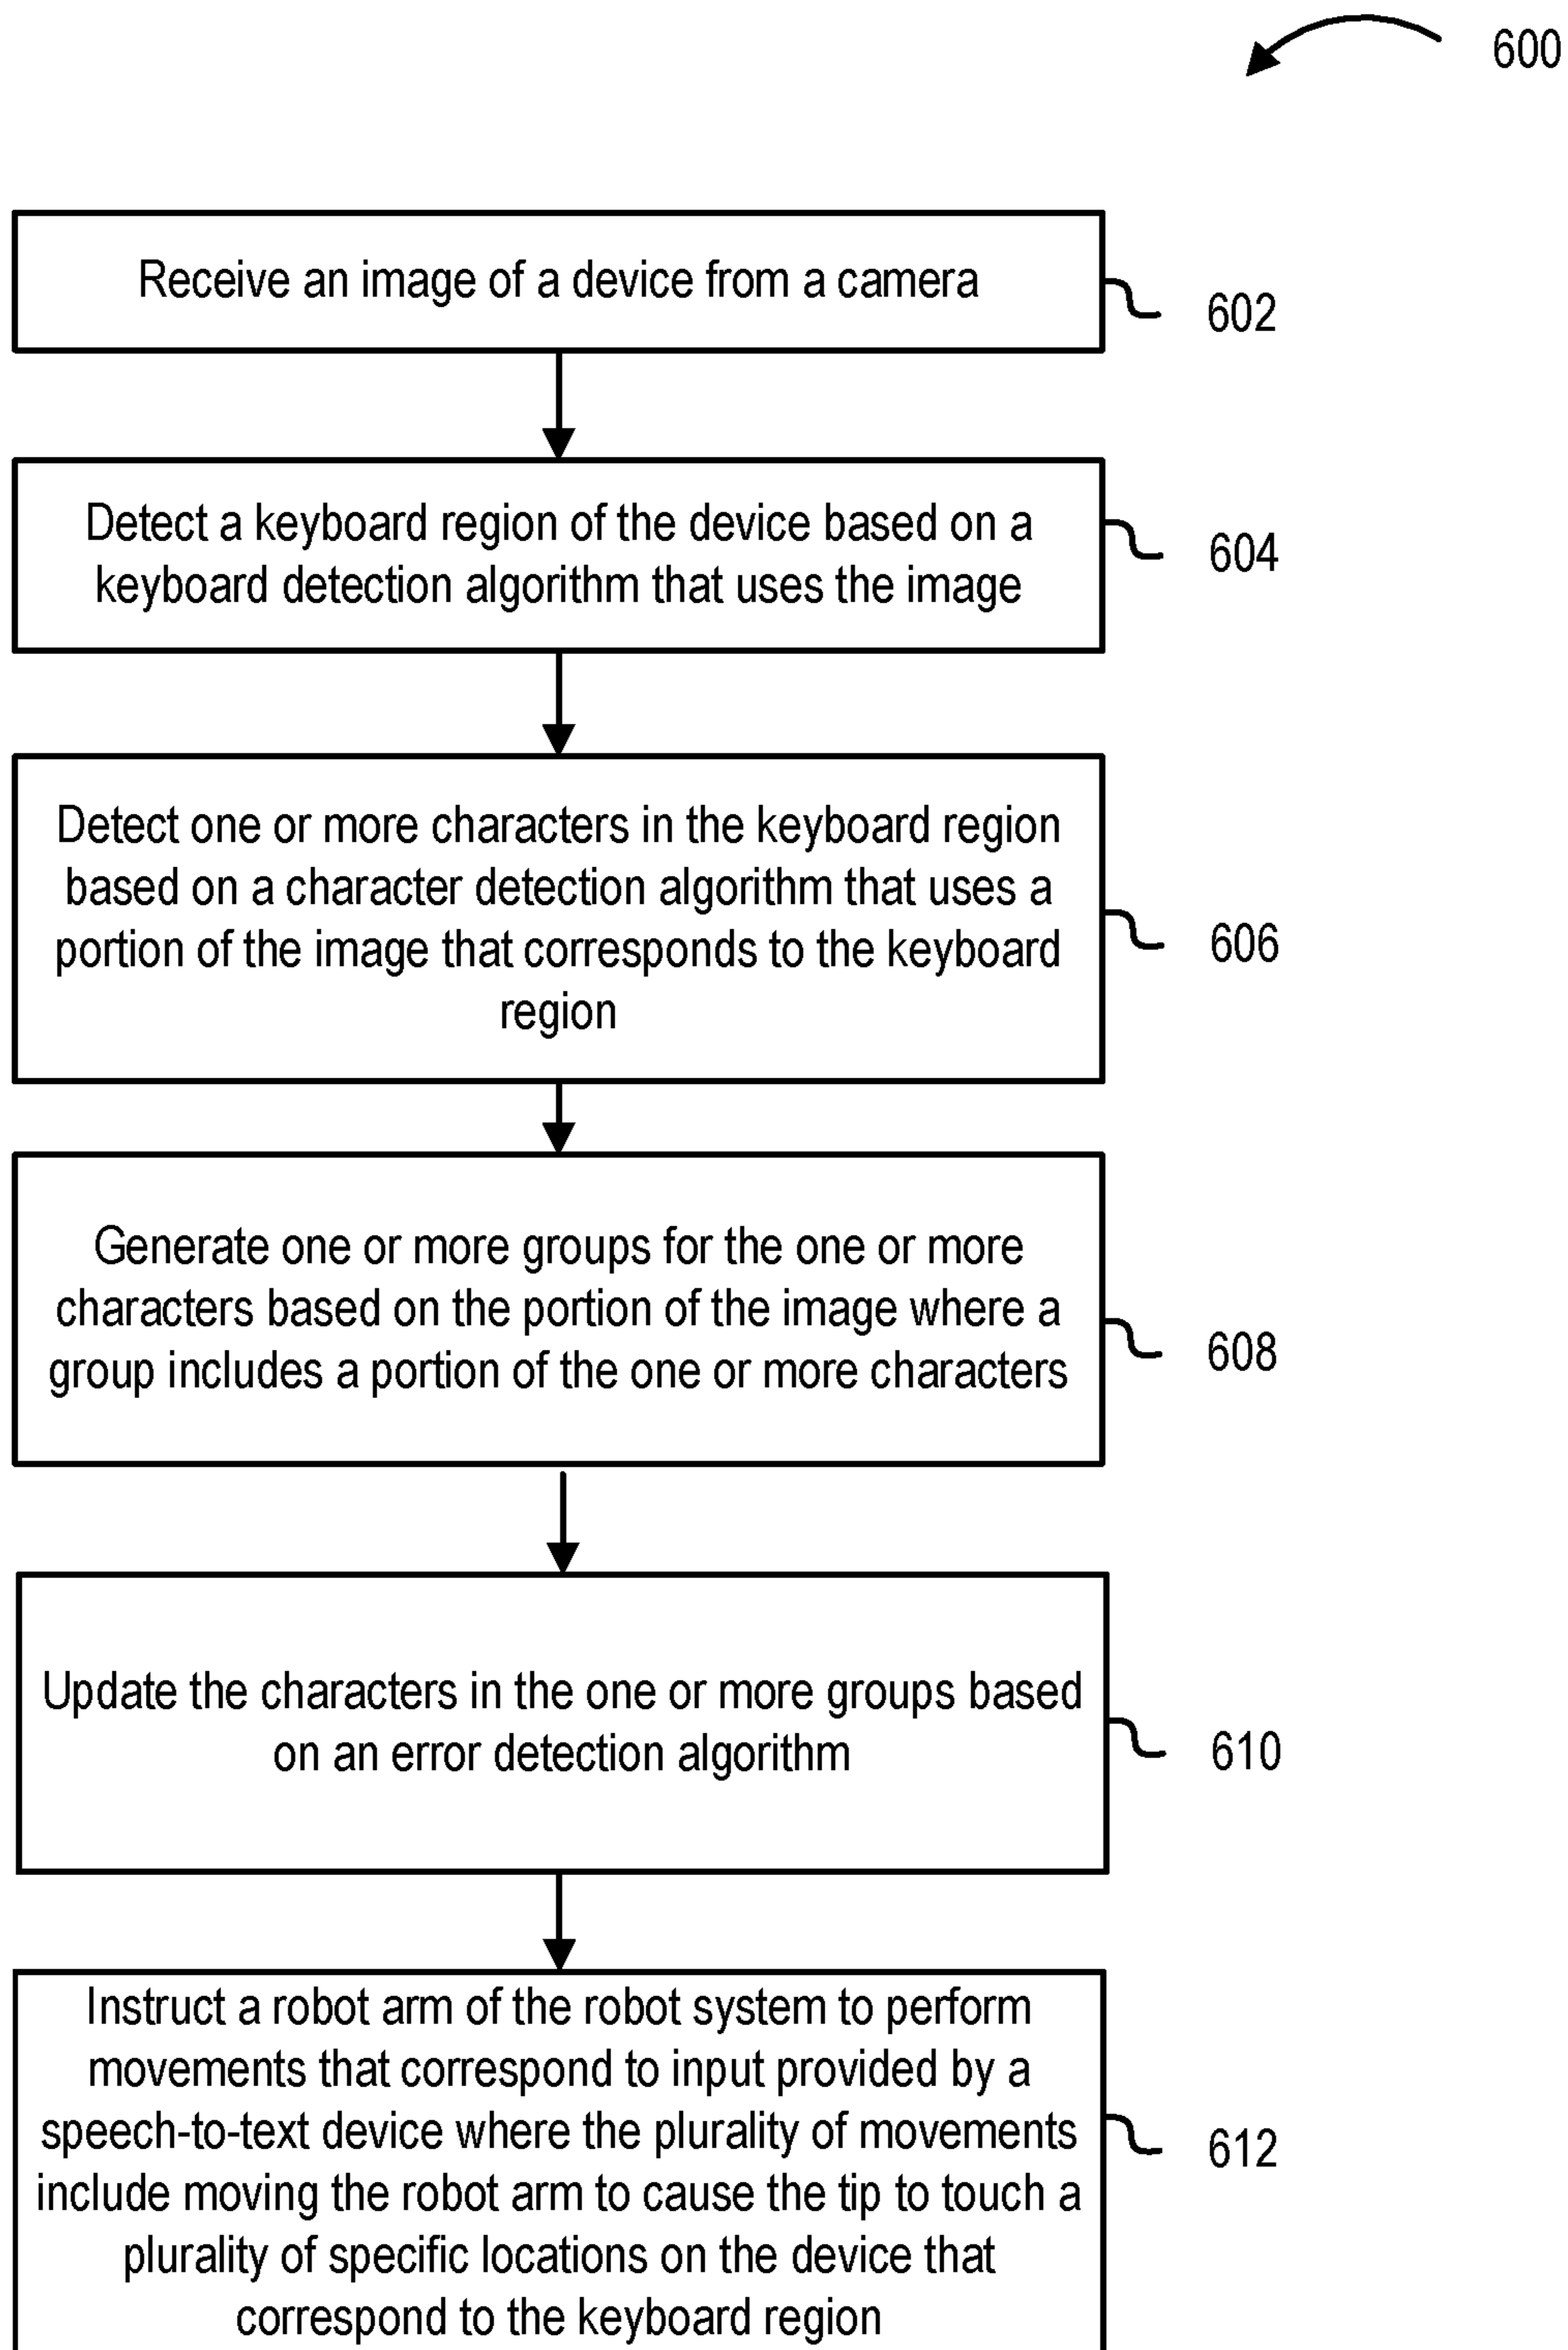 600
Receive an image of a device from a camera
602
Detect a keyboard region of the device based on a
keyboard detection algorithm that uses the image
604
Detect one or more characters in the keyboard region
based on a character detection algorithm that uses a
portion of the image that corresponds to the keyboard
region
606
Generate one or more groups for the one or more
characters based on the portion of the image where a
group includes a portion of the one or more characters
608
Update the characters in the one or more groups based
on an error detection algorithm
610
Instruct a robot arm of the robot system to perform
movements that correspond to input provided by a
speech-to-text device where the plurality of movements
include moving the robot arm to cause the tip to touch a
plurality of specific locations on the device that
correspond to the keyboard region
612